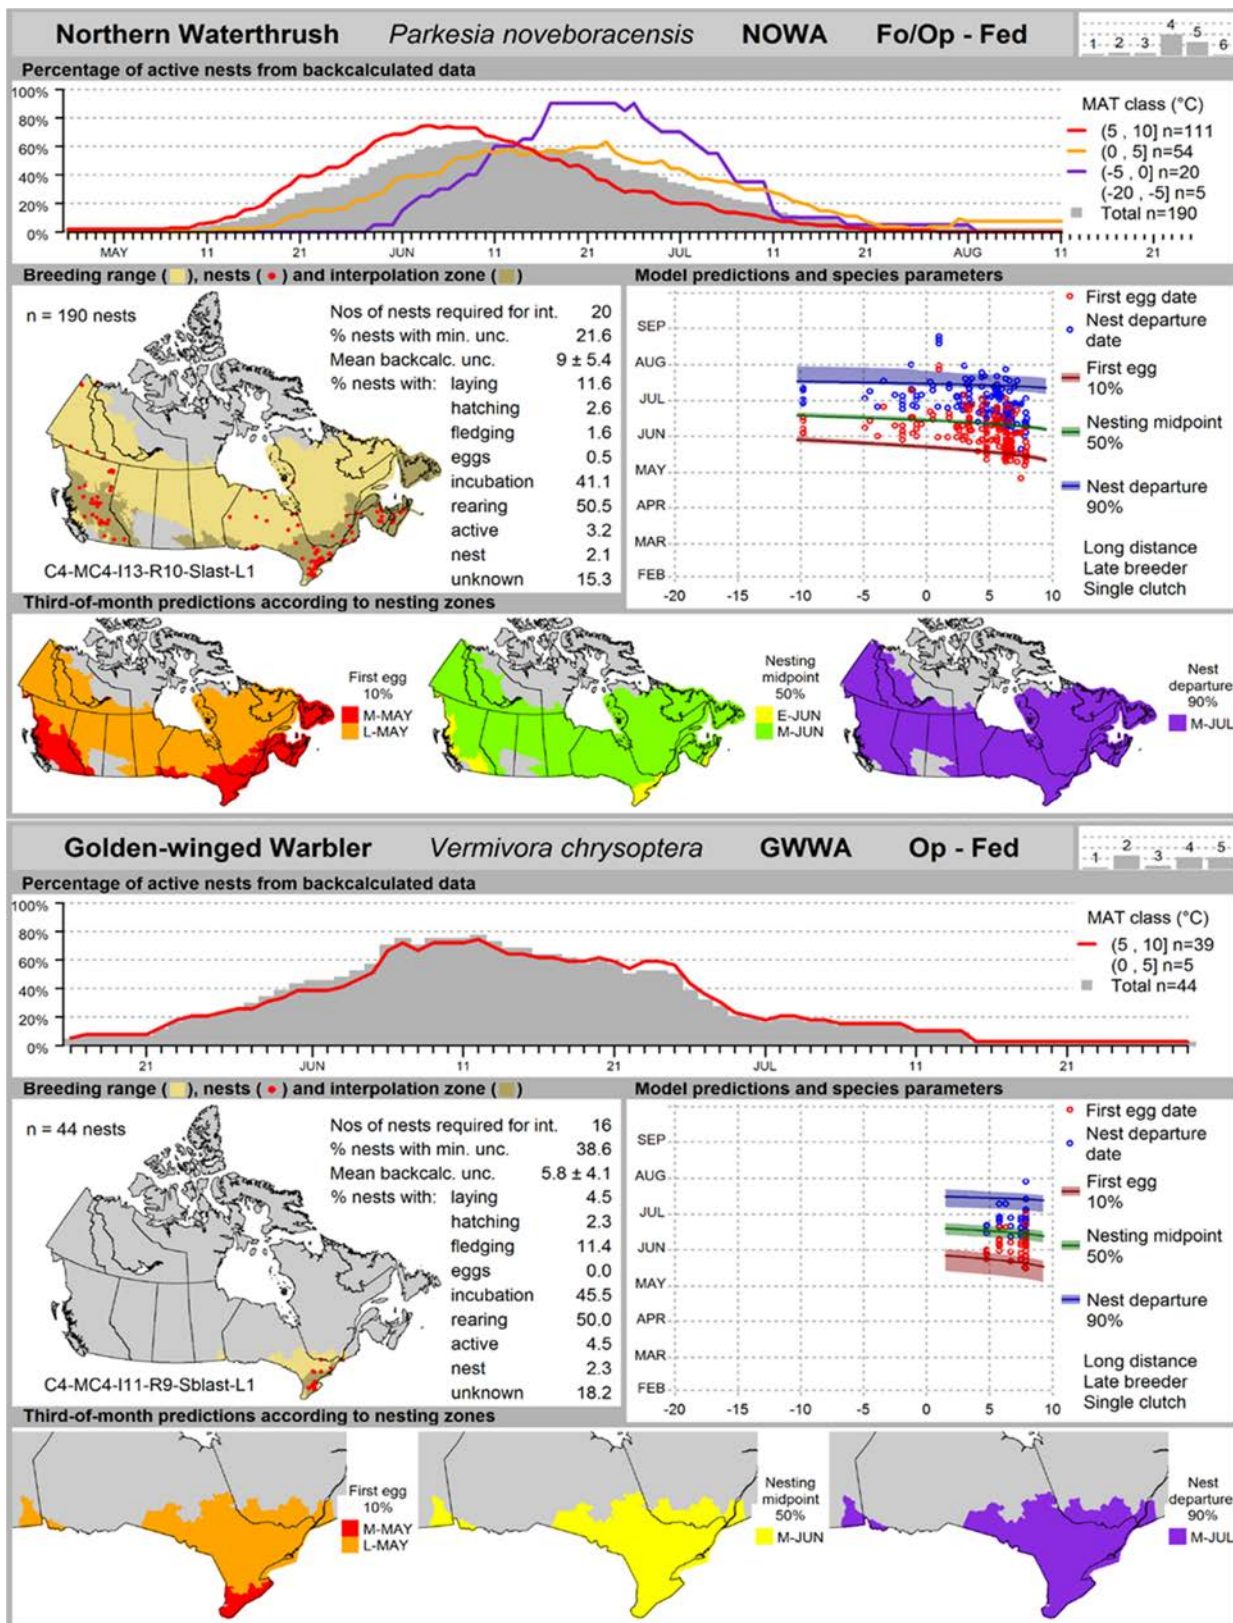 Northern Waterthrush Parkesia noveboracensis NOWA Fo/Op - Fed
1 2 3 4 5 6
Percentage of active nests from backcalculated data
100%
80%
60%
40%
20%
0%
MAY 11 21 JUN 11 21 JUL 11 21 AUG 11 21
MAT class (°C)
(5 , 10] n=111
(0 , 5] n=54
(-5 , 0] n=20
(-20 , -5] n=5
Total n=190
Breeding range ( ), nests ( ) and interpolation zone ( )
n = 190 nests
C4-MC4-I13-R10-Slast-L1
Nos of nests required for int. 20
% nests with min. unc. 21.6
Mean backcalc. unc. 9 ± 5.4
% nests with: laying 11.6
hatching 2.6
fledging 1.6
eggs 0.5
incubation 41.1
rearing 50.5
active 3.2
nest 2.1
unknown 15.3
Model predictions and species parameters
SEP
AUG
JUL
JUN
MAY
APR
MAR
FEB
-20 -15 -10 -5 0 5 10
First egg date
Nest departure
date
First egg
10%
Nesting midpoint
50%
Nest departure
90%
Long distance
Late breeder
Single clutch
Third-of-month predictions according to nesting zones
First egg
10%
M-MAY
L-MAY
Nesting
midpoint
50%
E-JUN
M-JUN
Nest
departure
90%
M-JUL
Golden-winged Warbler Vermivora chrysoptera GWWA Op - Fed
1 2 3 4 5
Percentage of active nests from backcalculated data
100%
80%
60%
40%
20%
0%
21 JUN 11 21 JUL 11 21
MAT class (°C)
(5 , 10] n=39
(0 , 5] n=5
Total n=44
Breeding range ( ), nests ( ) and interpolation zone ( )
n = 44 nests
C4-MC4-I11-R9-Sblast-L1
Nos of nests required for int. 16
% nests with min. unc. 38.6
Mean backcalc. unc. 5.8 ± 4.1
% nests with: laying 4.5
hatching 2.3
fledging 11.4
eggs 0.0
incubation 45.5
rearing 50.0
active 4.5
nest 2.3
unknown 18.2
Model predictions and species parameters
SEP
AUG
JUL
JUN
MAY
APR
MAR
FEB
-20 -15 -10 -5 0 5 10
First egg date
Nest departure
date
First egg
10%
Nesting midpoint
50%
Nest departure
90%
Long distance
Late breeder
Single clutch
Third-of-month predictions according to nesting zones
First egg
10%
M-MAY
L-MAY
Nesting
midpoint
50%
M-JUN
Nest
departure
90%
M-JUL